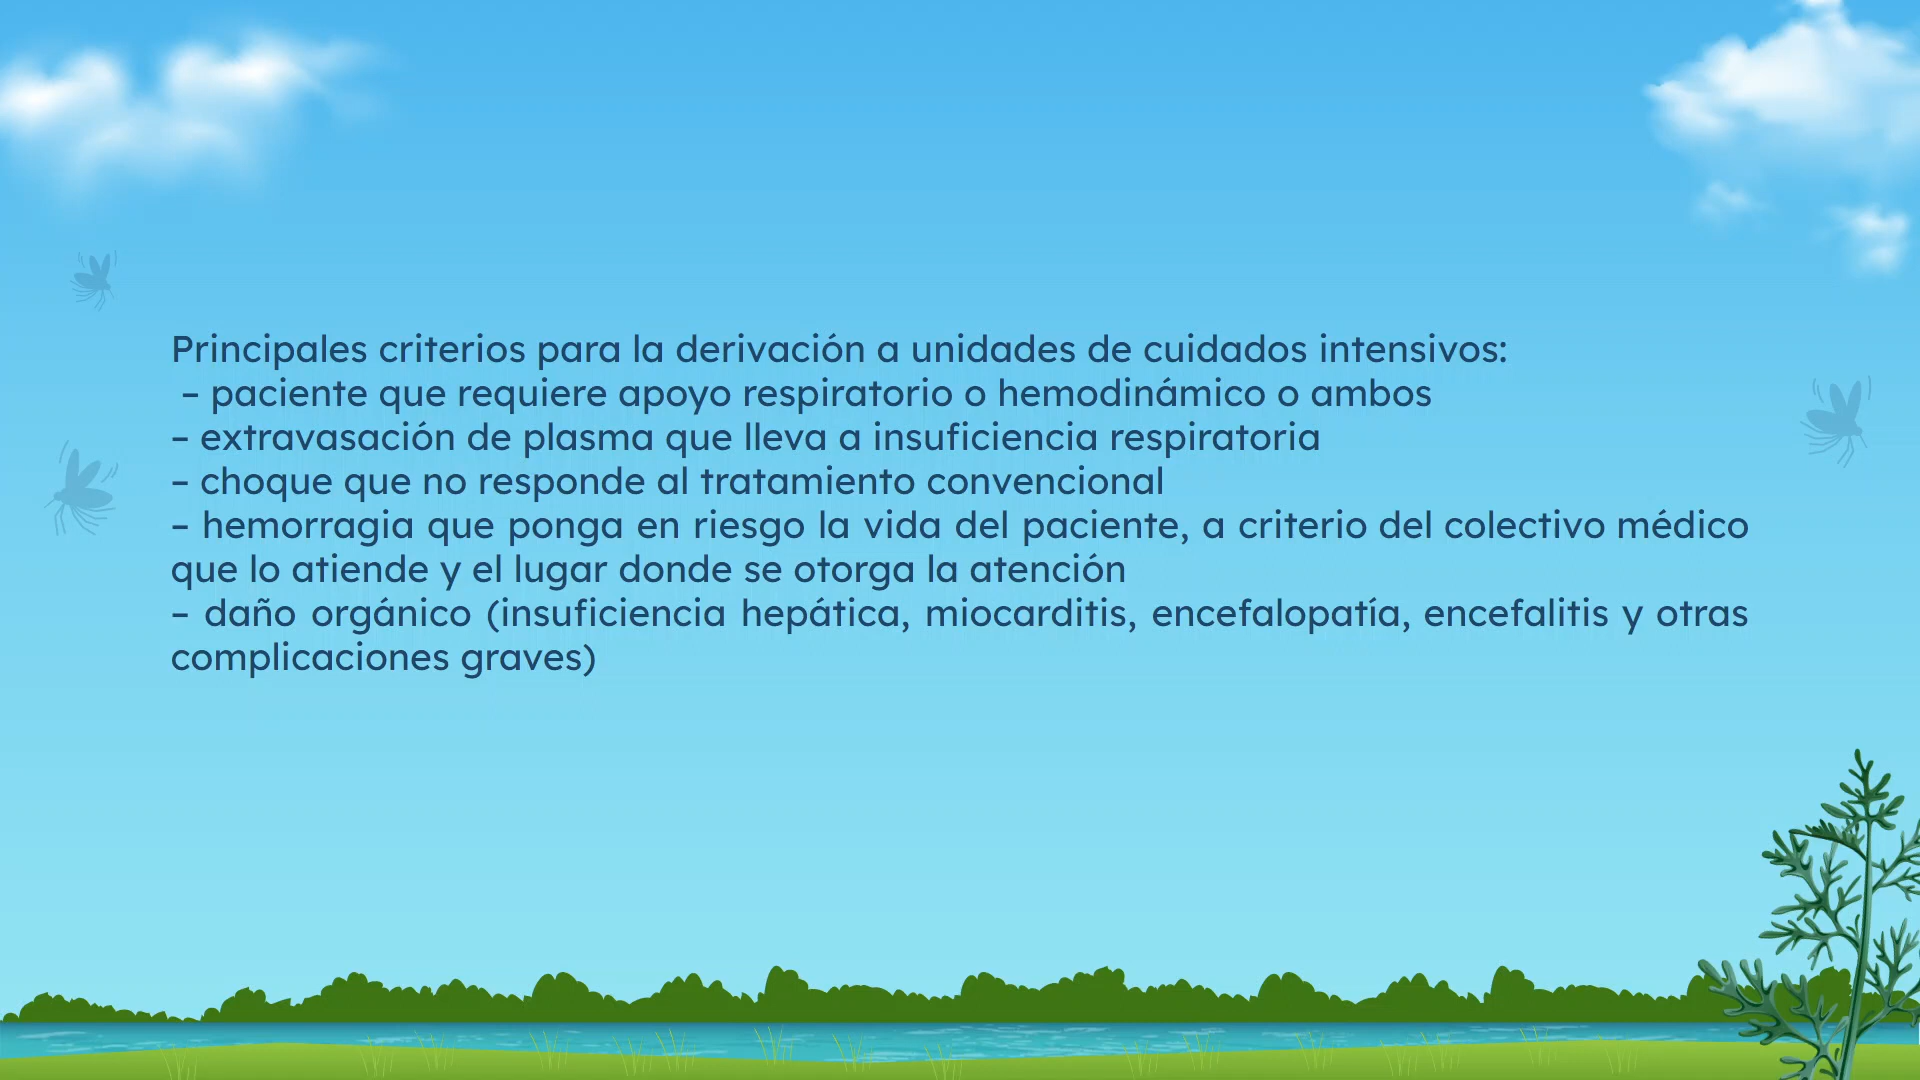 Principales criterios para la derivación a unidades de cuidados intensivos:
– paciente que requiere apoyo respiratorio o hemodinámico o ambos
– extravasación de plasma que lleva a insuficiencia respiratoria
– choque que no responde al tratamiento convencional
– hemorragia que ponga en riesgo la vida del paciente, a criterio del colectivo médico
que lo atiende y el lugar donde se otorga la atención
– daño orgánico (insuficiencia hepática, miocarditis, encefalopatía, encefalitis y otras
complicaciones graves)